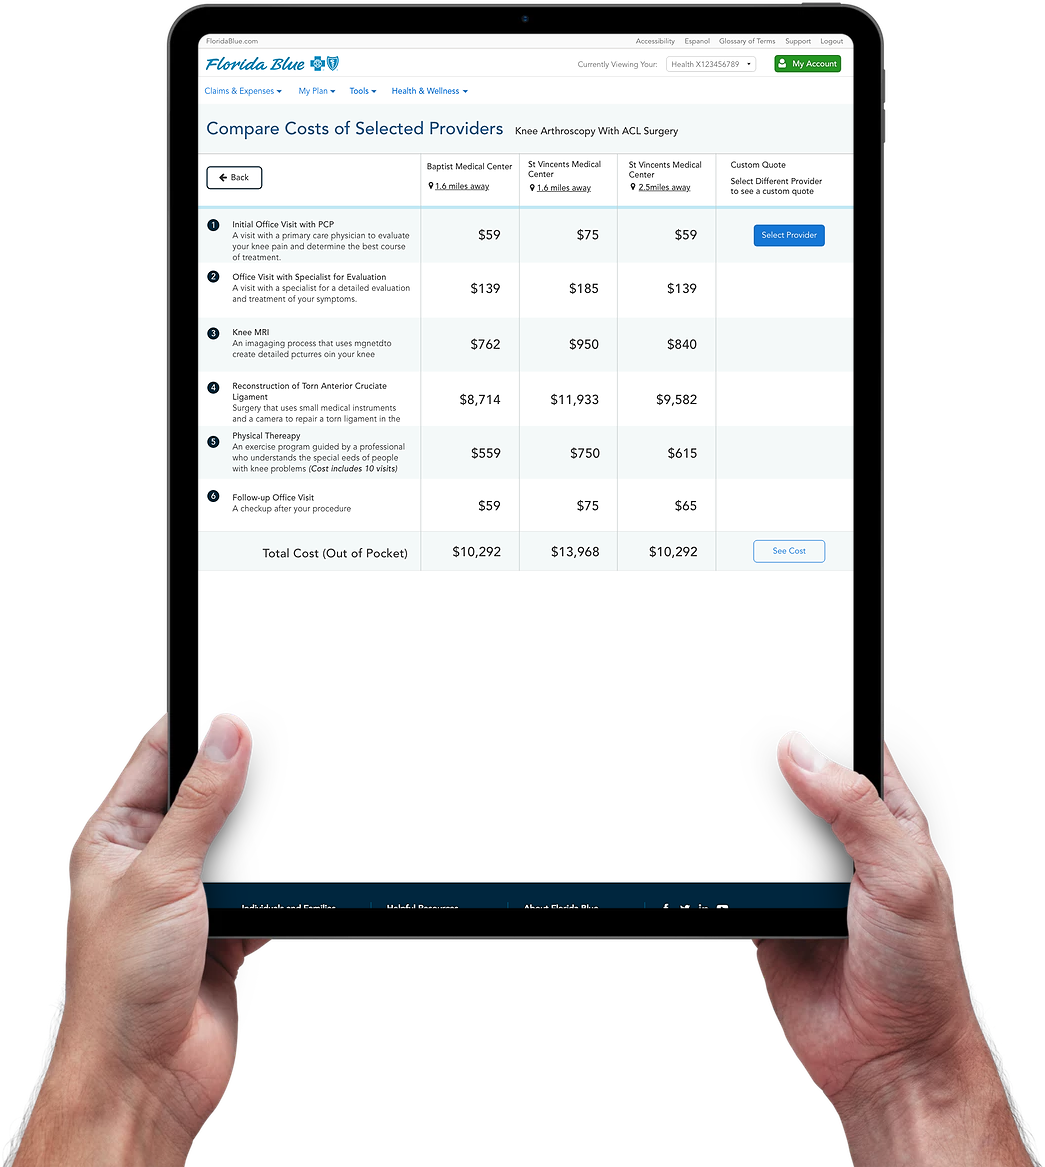 FloridaBlue.com
Accessibility Espanol Glossary of Terms Support Logout
Florida Blue
Currently Viewing Your: Health X123456789
My Account
Claims & Expenses My Plan Tools Health & Wellness
Compare Costs of Selected Providers Knee Arthroscopy With ACL Surgery
Back
Baptist Medical Center
1.6 miles away
St Vincents Medical
Center
1.6 miles away
St Vincents Medical
Center
2.5miles away
Custom Quote
Select Different Provider
to see a custom quote
1 Initial Office Visit with PCP
A visit with a primary care physician to evaluate
your knee pain and determine the best course
of treatment.
$59 $75 $59
Select Provider
2 Office Visit with Specialist for Evaluation
A visit with a specialist for a detailed evaluation
and treatment of your symptoms.
$139 $185 $139
3 Knee MRI
An imagaging process that uses mgnetdto
create detailed pcturres oin your knee
$762 $950 $840
4 Reconstruction of Torn Anterior Cruciate
Ligament
Surgery that uses small medical instruments
and a camera to repair a torn ligament in the
$8,714 $11,933 $9,582
5 Physical Thereapy
An exercise program guided by a professional
who understands the special eeds of people
with knee problems (Cost includes 10 visits)
$559 $750 $615
6 Follow-up Office Visit
A checkup after your procedure
$59 $75 $65
Total Cost (Out of Pocket) $10,292 $13,968 $10,292
See Cost
Individuals and Families Helpful Resources About Florida Blue